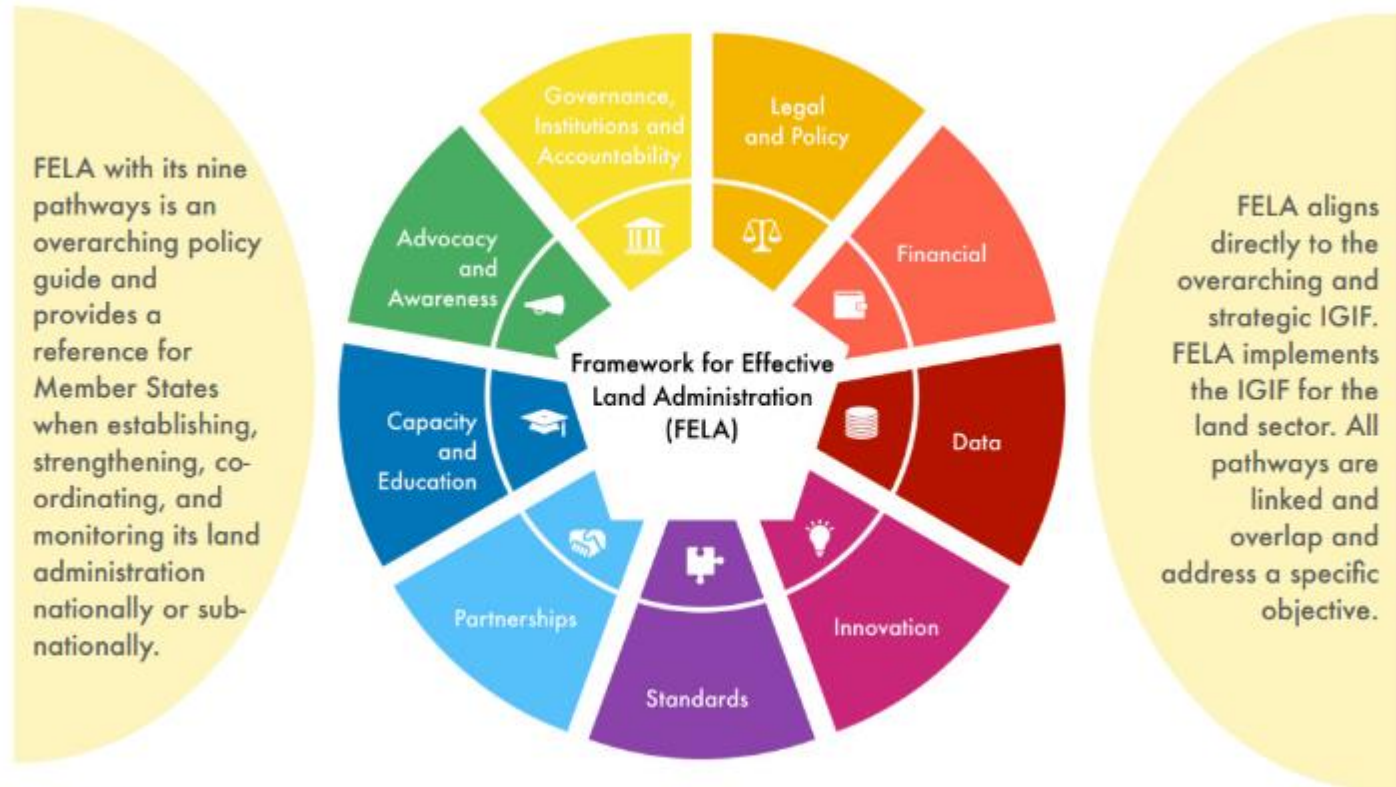 FELA with its nine
pathways is an
overarching policy
guide and
provides a
reference for
Member States
when establishing,
strengthening, co-
ordinating, and
monitoring its land
administration
nationally or sub-
nationally.
Governance,
Institutions and
Accountability
Legal
and Policy
Financial
Data
Innovation
Standards
Partnerships
Capacity
and
Education
Advocacy
and
Awareness
Framework for Effective
Land Administration
(FELA)
FELA aligns
directly to the
overarching and
strategic IGIF.
FELA implements
the IGIF for the
land sector. All
pathways are
linked and
overlap and
address a specific
objective.